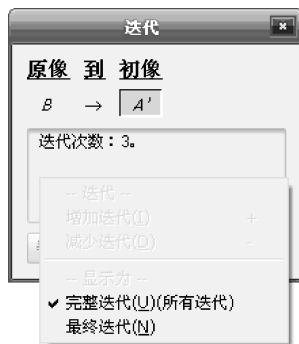 迭代
原像 到 初像
B → A'
迭代次数：3。
-- 迭代 --
增加迭代(I) +
减少迭代(D) -
-- 显示为 --
✔ 完整迭代(U)(所有迭代)
最终迭代(N)